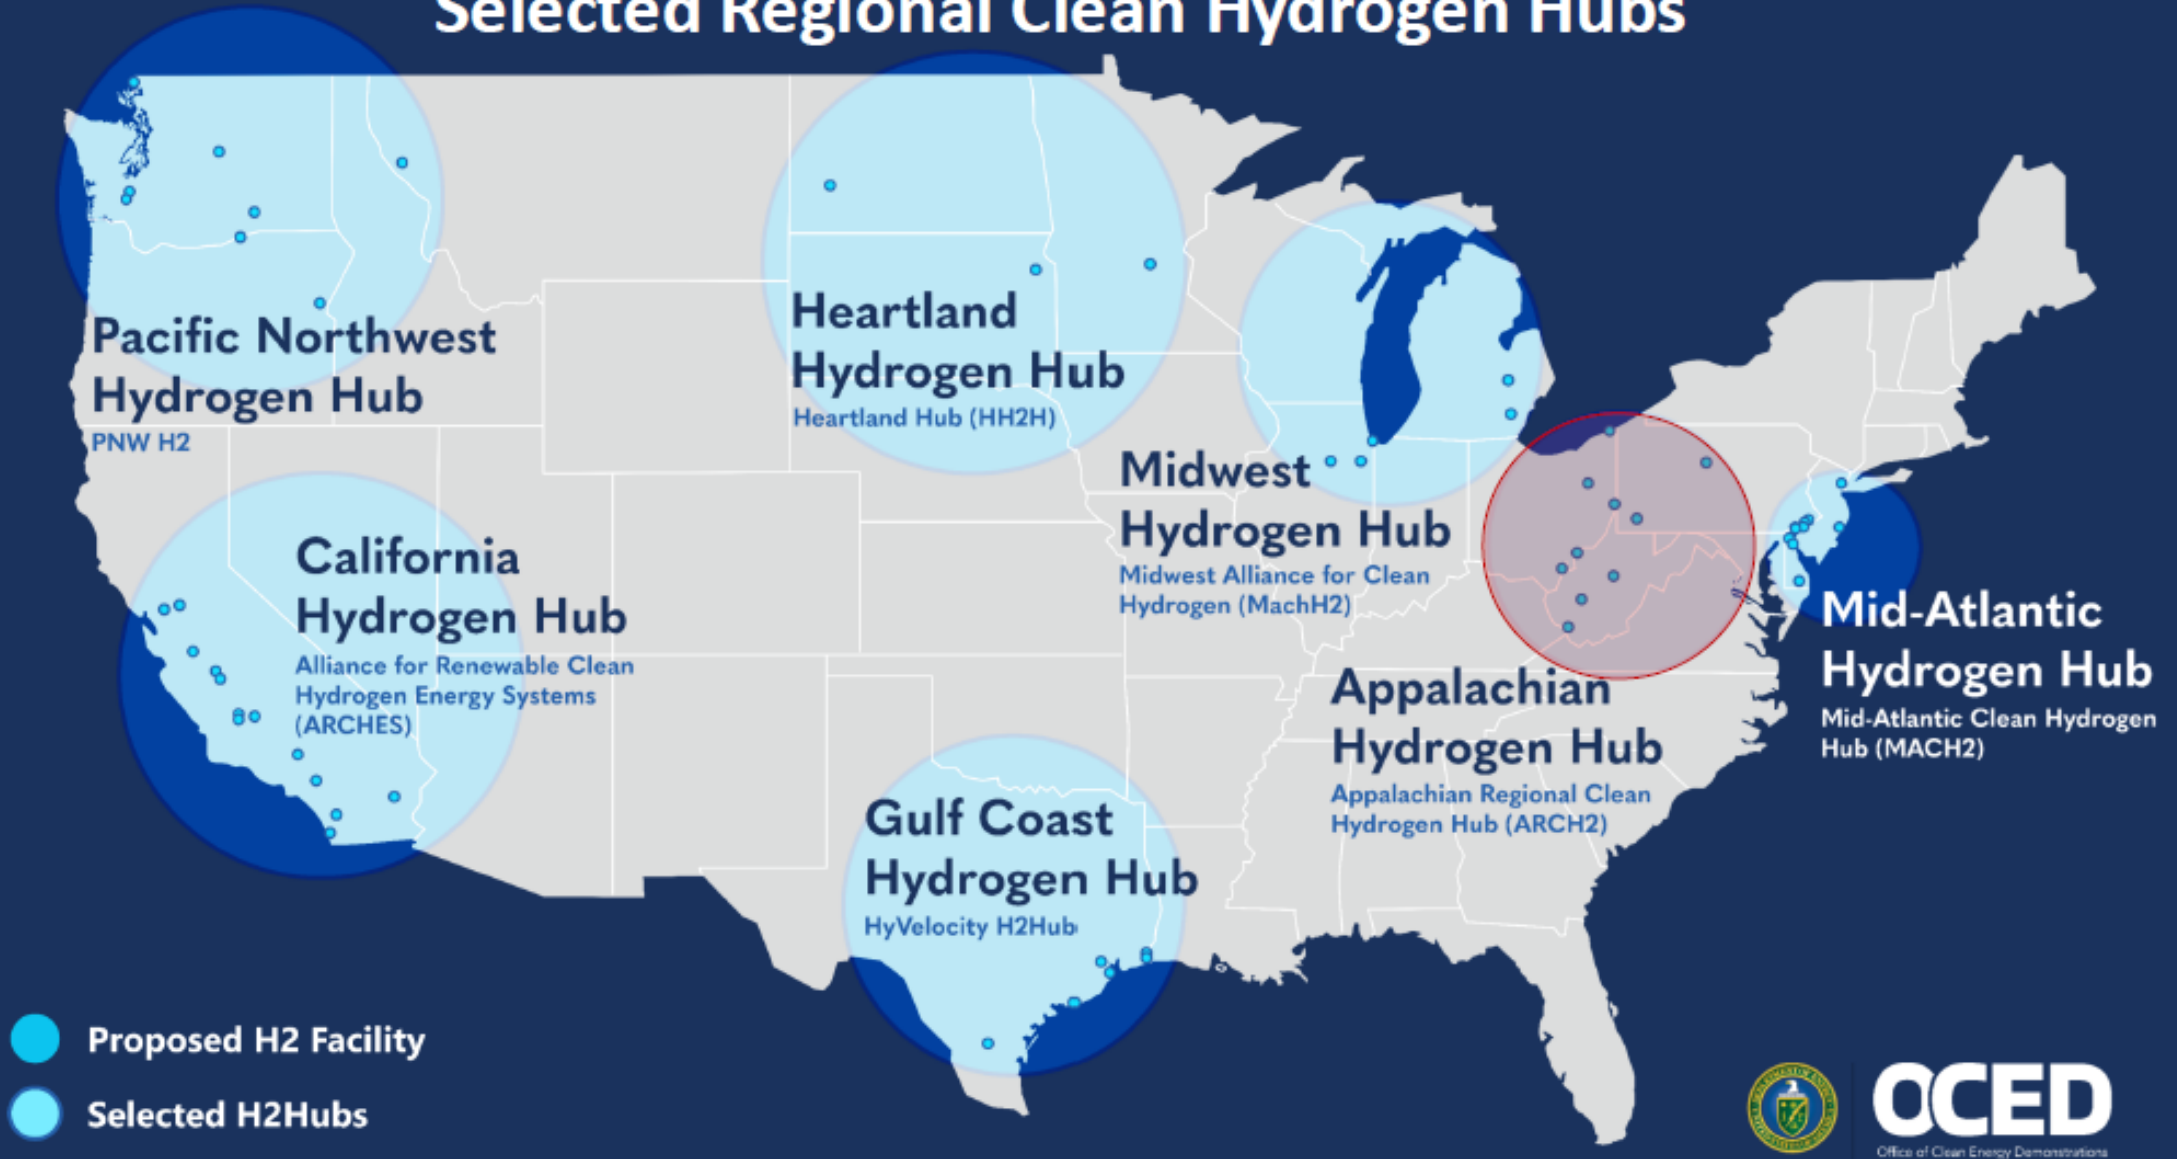 Selected Regional Clean Hydrogen Hubs
Pacific Northwest
Hydrogen Hub
PNW H2
Heartland
Hydrogen Hub
Heartland Hub (HH2H)
Midwest
Hydrogen Hub
Midwest Alliance for Clean
Hydrogen (MachH2)
California
Hydrogen Hub
Alliance for Renewable Clean
Hydrogen Energy Systems
(ARCHES)
Mid-Atlantic
Hydrogen Hub
Mid-Atlantic Clean Hydrogen
Hub (MACH2)
Appalachian
Hydrogen Hub
Appalachian Regional Clean
Hydrogen Hub (ARCH2)
Gulf Coast
Hydrogen Hub
HyVelocity H2Hub
Proposed H2 Facility
Selected H2Hubs
OCED
Office of Clean Energy Demonstrations